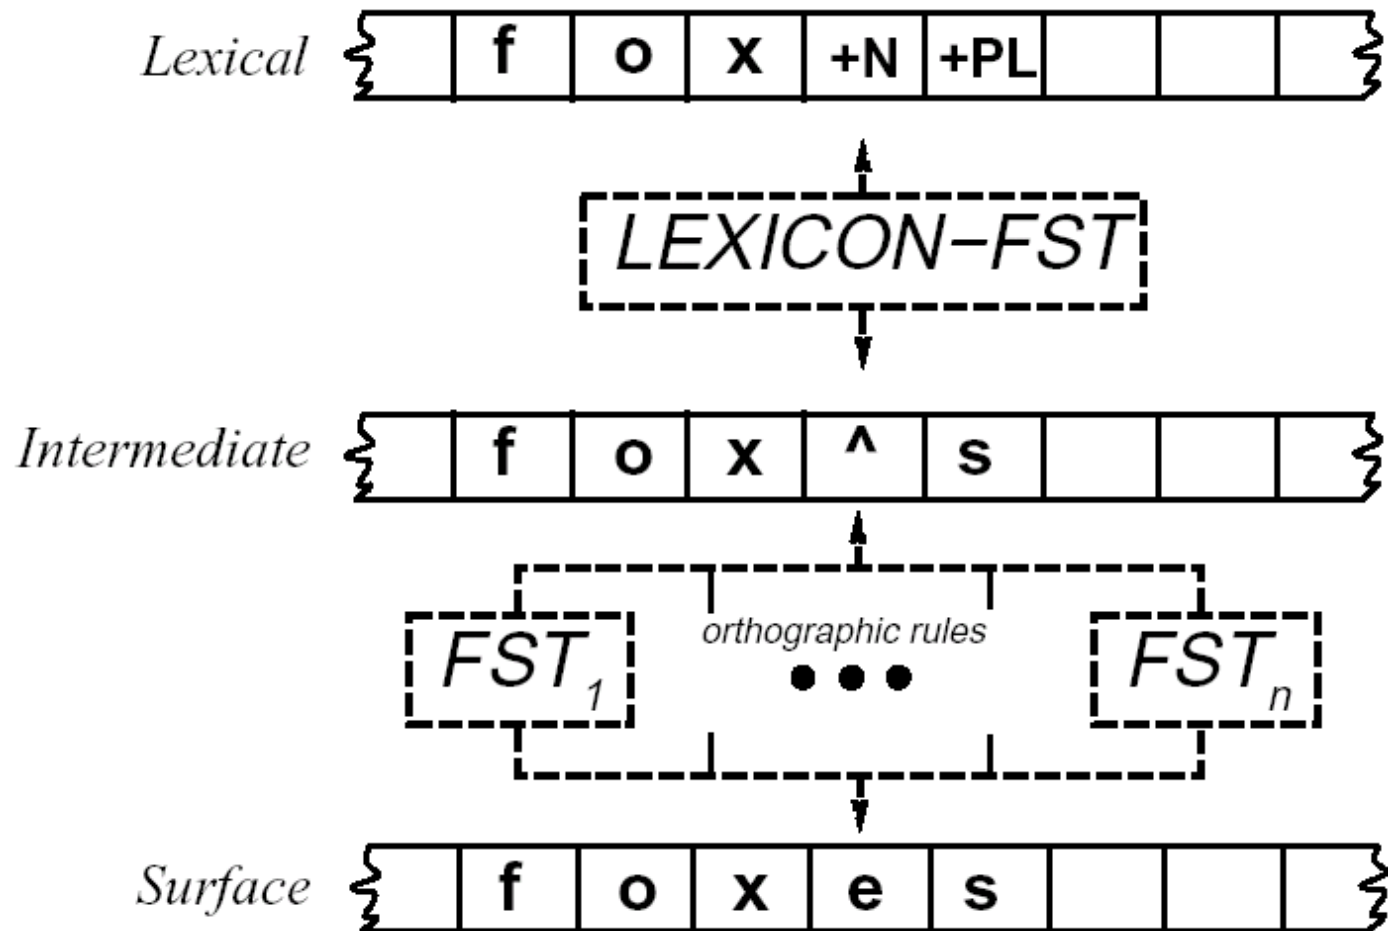 Lexical f o x +N +PL
LEXICON–FST
Intermediate f o x ^ s
orthographic rules
FST1 ••• FSTn
Surface f o x e s